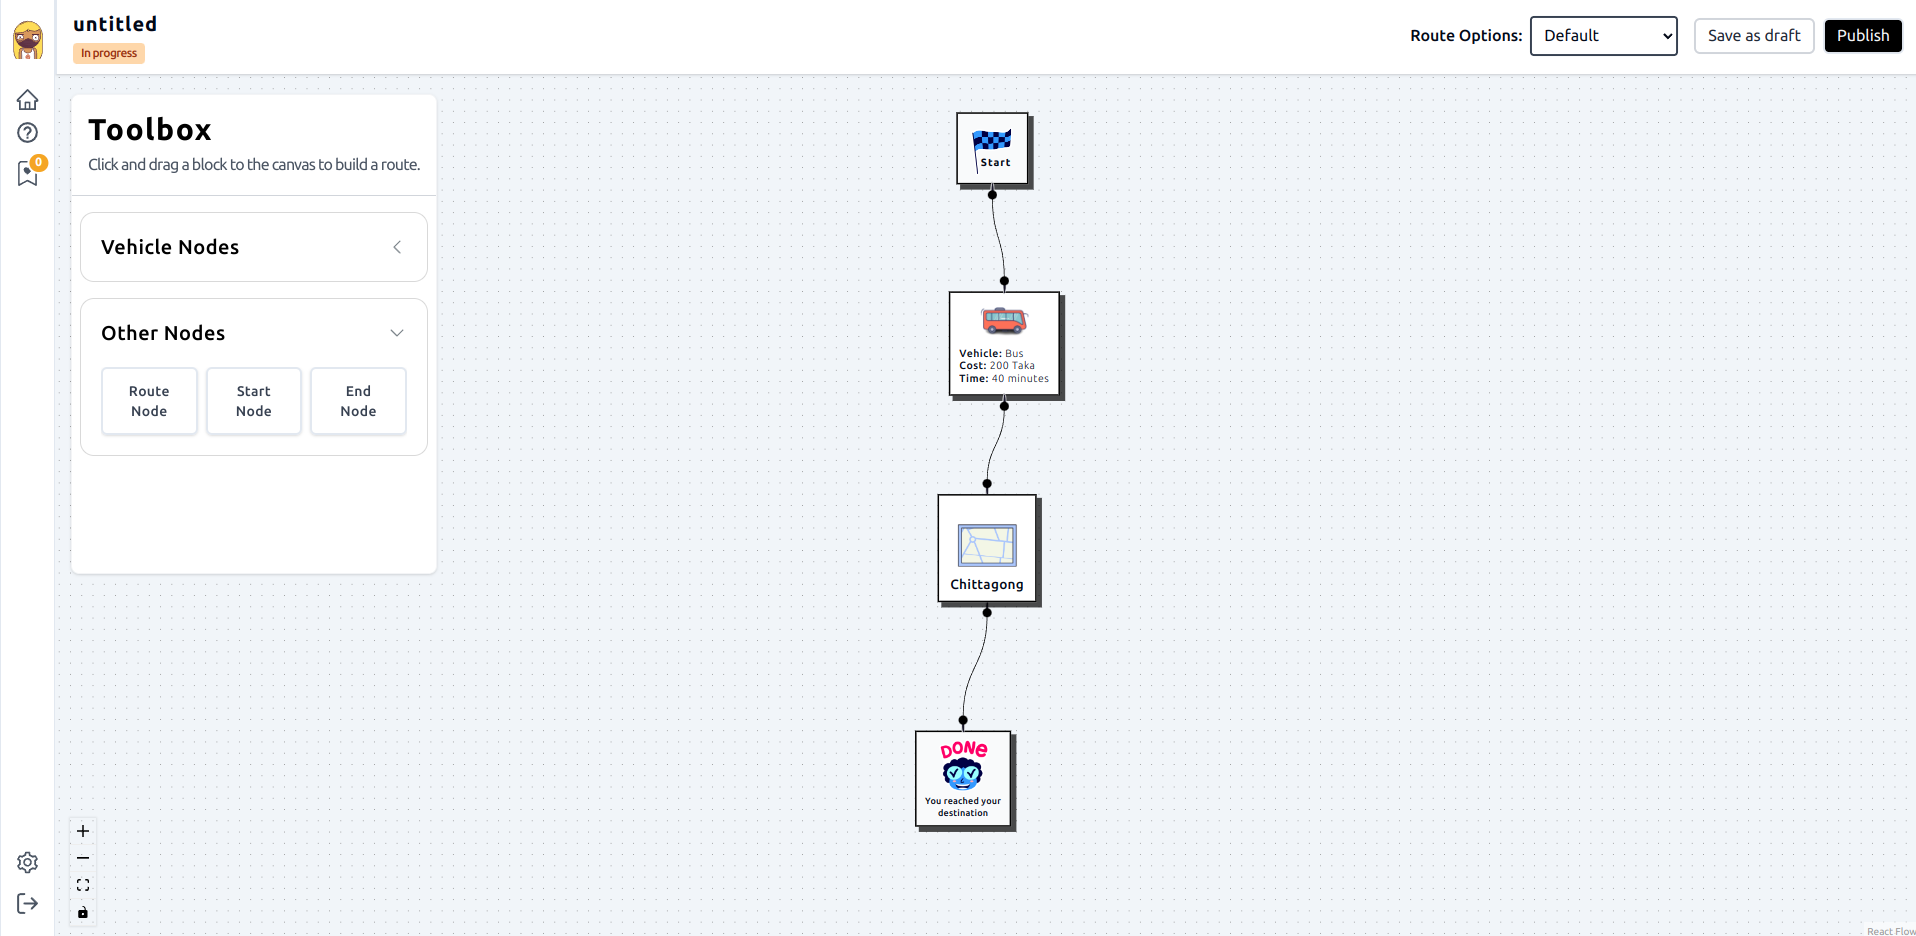 untitled
In progress
Route Options:
Default
Save as draft
Publish
0
Toolbox
Click and drag a block to the canvas to build a route.
Vehicle Nodes
Other Nodes
Route
Node
Start
Node
End
Node
Start
Vehicle: Bus
Cost: 200 Taka
Time: 40 minutes
Chittagong
DONE
You reached your
destination
React Flow